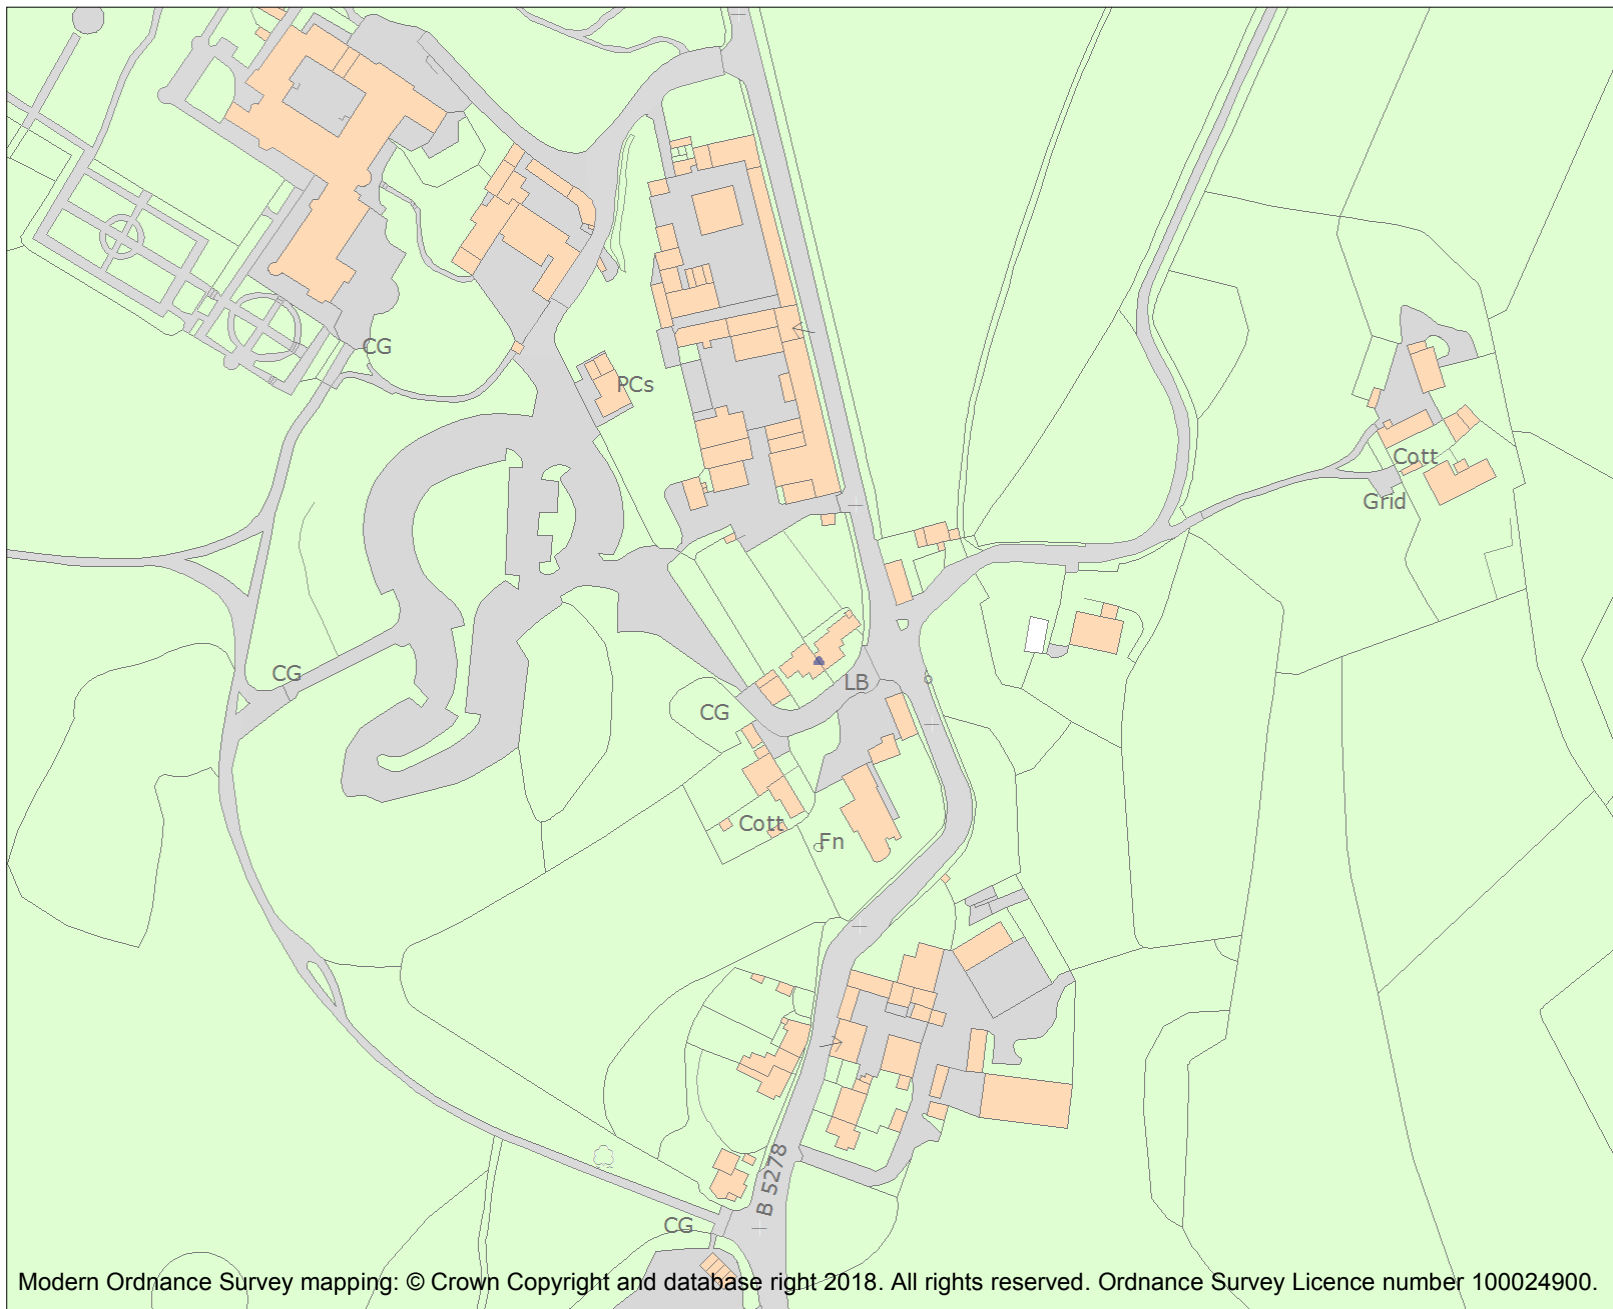 CG
PCs
Cott
Grid
CG
LB
CG
Cott
Fn
B 5278
CG
Modern Ordnance Survey mapping: © Crown Copyright and database right 2018. All rights reserved. Ordnance Survey Licence number 100024900.